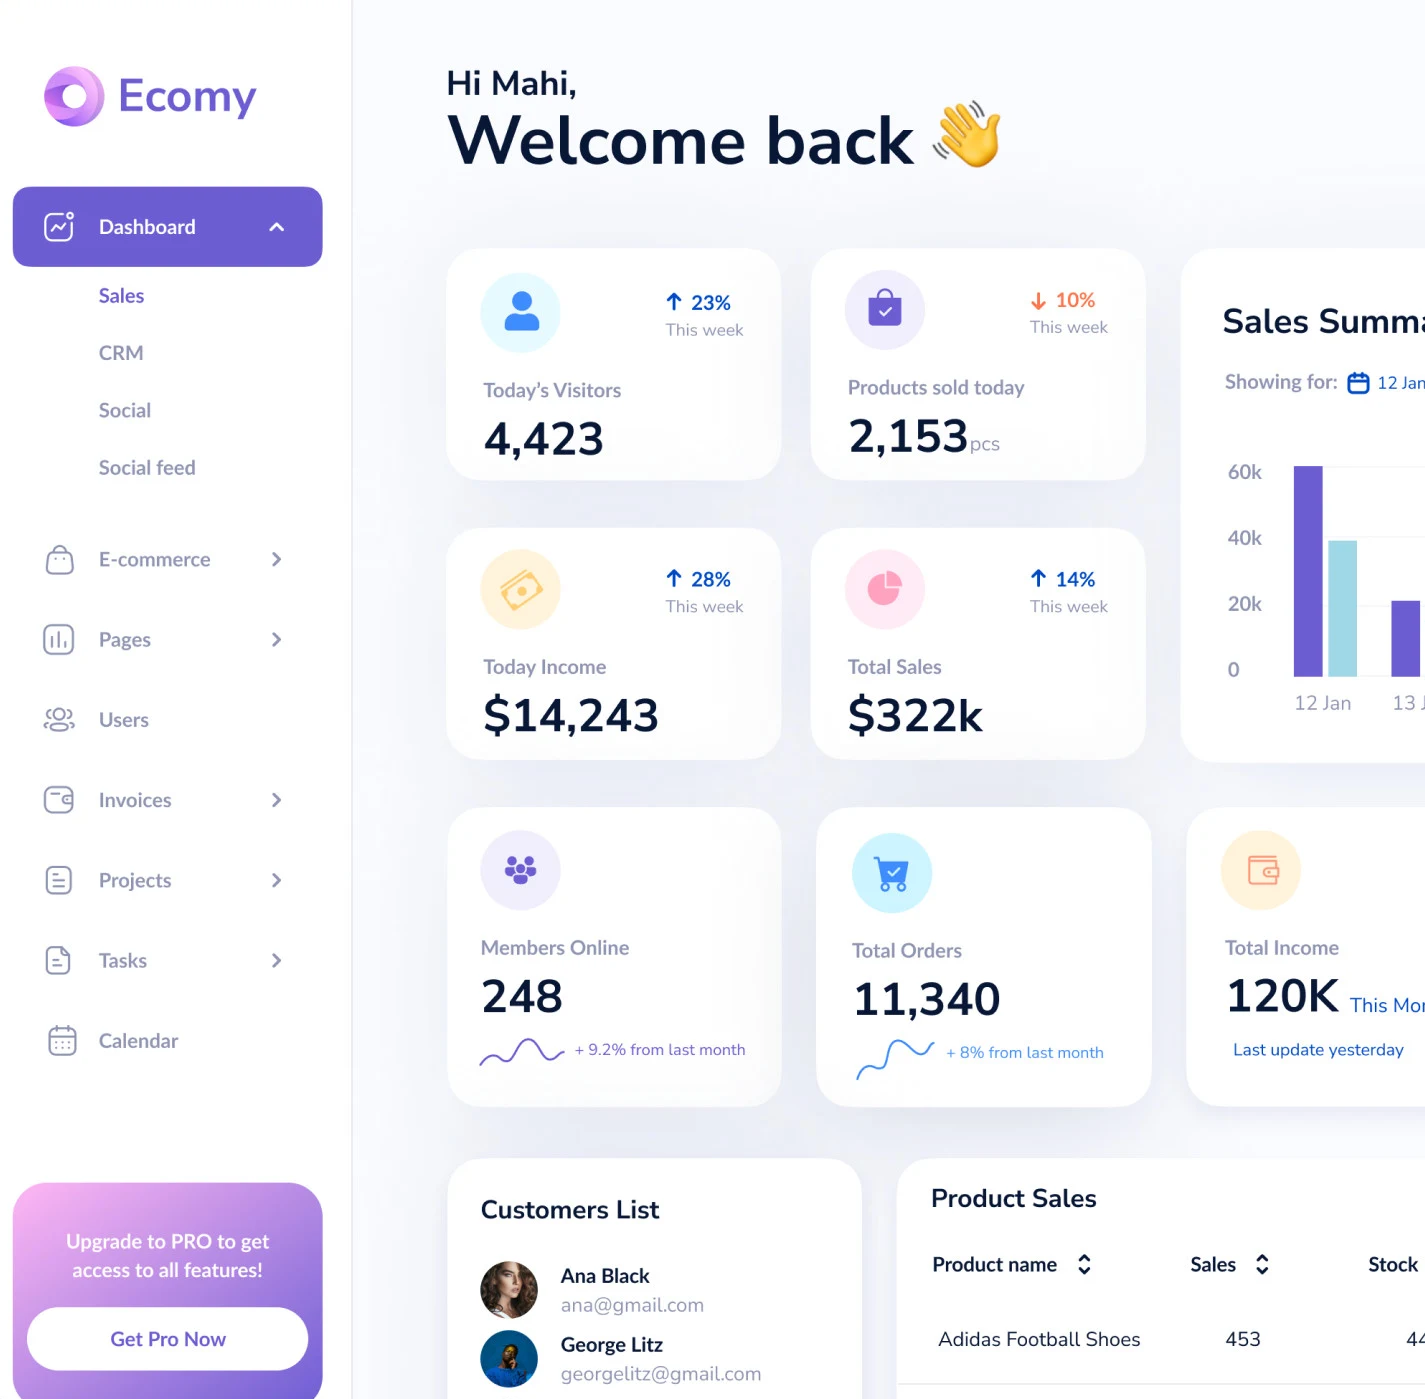 Ecomy
Dashboard
Sales
CRM
Social
Social feed
E-commerce
Pages
Users
Invoices
Projects
Tasks
Calendar
Upgrade to PRO to get
access to all features!
Get Pro Now
Hi Mahi,
Welcome back
23%
This week
Today’s Visitors
4,423
10%
This week
Products sold today
2,153pcs
28%
This week
Today Income
$14,243
14%
This week
Total Sales
$322k
Sales
Showing for: 12 Jan
60k
40k
20k
0
12 Jan
13
Members Online
248
+ 9.2% from last month
Total Orders
11,340
+ 8% from last month
Total Income
120K This
Last update yesterday
Customers List
Ana Black
ana@gmail.com
George Litz
georgelitz@gmail.com
Product Sales
Product name Sales Stock
Adidas Football Shoes 453